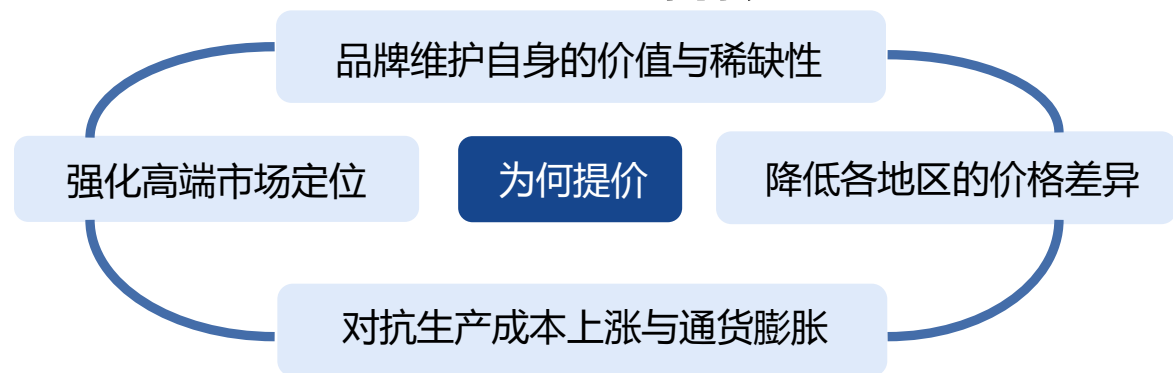 品牌维护自身的价值与稀缺性
强化高端市场定位
为何提价
降低各地区的价格差异
对抗生产成本上涨与通货膨胀